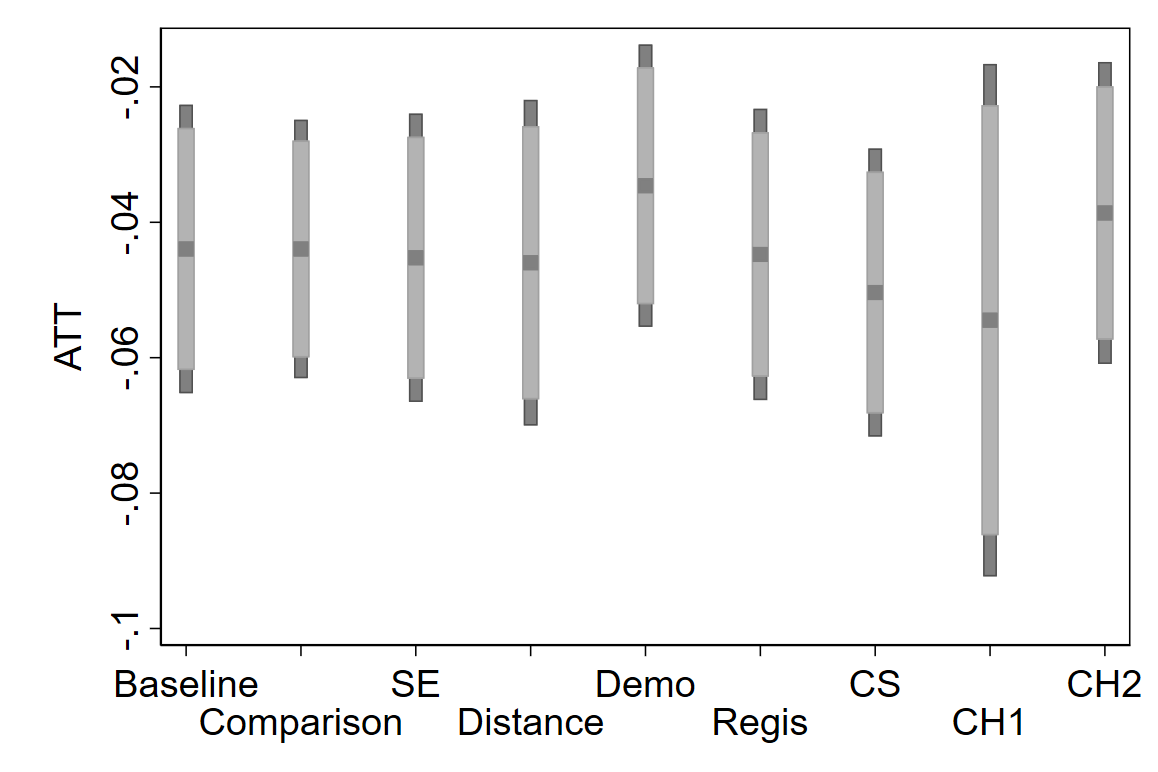 ATT
-.02
-.04
-.06
-.08
-.1
Baseline
SE
Demo
CS
CH2
Comparison
Distance
Regis
CH1